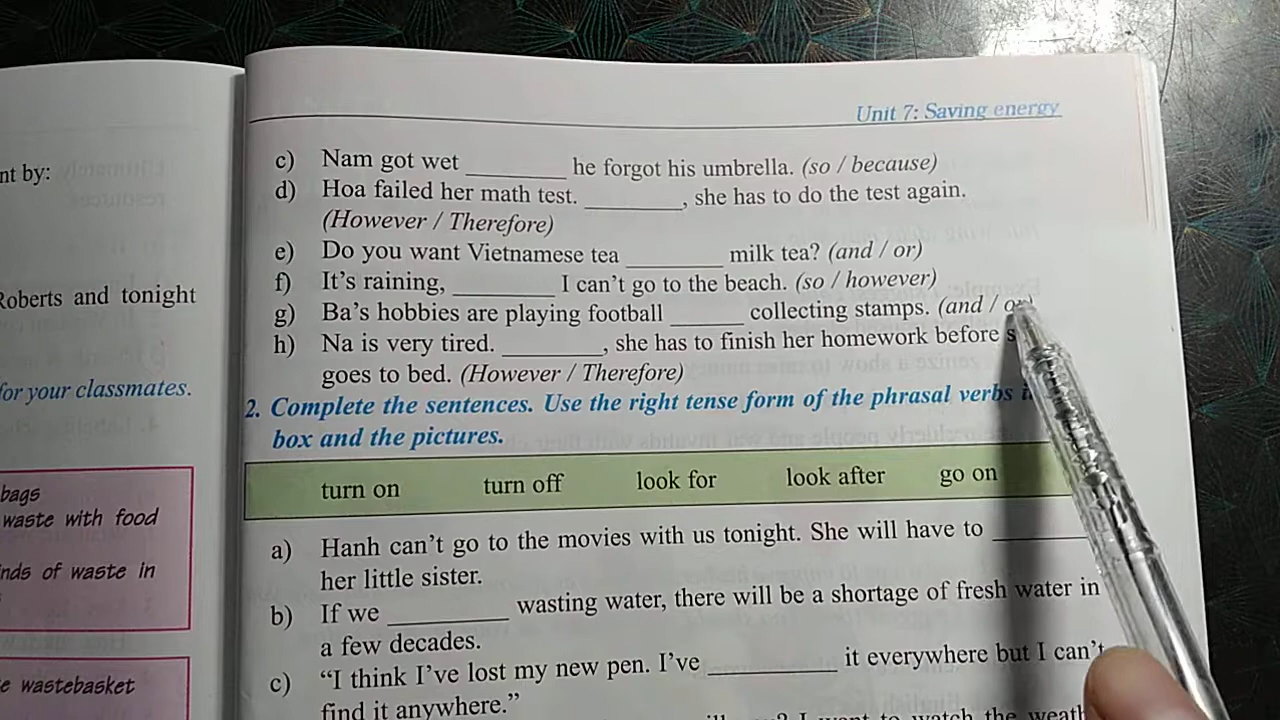 Unit 7: Saving energy
nt by:
Roberts and tonight
for your classmates.
bags
waste with food
nds of waste in
e wastebasket
c) Nam got wet ________ he forgot his umbrella. (so / because)
d) Hoa failed her math test. ________, she has to do the test again.
(However / Therefore)
e) Do you want Vietnamese tea ________ milk tea? (and / or)
f) It's raining, ________ I can't go to the beach. (so / however)
g) Ba's hobbies are playing football ______ collecting stamps. (and / or)
h) Na is very tired. ________, she has to finish her homework before s
goes to bed. (However / Therefore)
2. Complete the sentences. Use the right tense form of the phrasal verbs
box and the pictures.
turn on turn off look for look after go on
a) Hanh can't go to the movies with us tonight. She will have to ________
her little sister.
b) If we __________ wasting water, there will be a shortage of fresh water in
a few decades.
c) “I think I've lost my new pen. I've __________ it everywhere but I can't
find it anywhere.”
I want to watch the weath